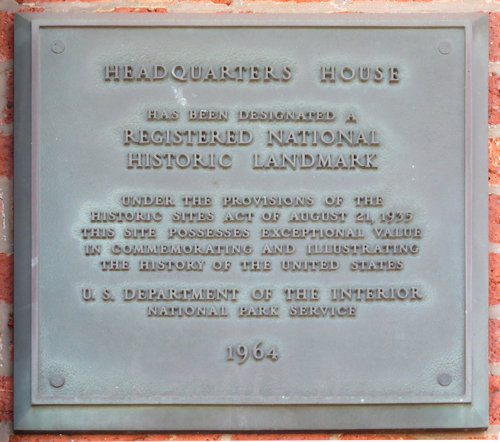 HEADQUARTERS HOUSE
HAS BEEN DESIGNATED A
REGISTERED NATIONAL
HISTORIC LANDMARK
UNDER THE PROVISIONS OF THE
HISTORIC SITES ACT OF AUGUST 21, 1935
THIS SITE POSSESSES EXCEPTIONAL VALUE
IN COMMEMORATING AND ILLUSTRATING
THE HISTORY OF THE UNITED STATES
U. S. DEPARTMENT OF THE INTERIOR
NATIONAL PARK SERVICE
1964